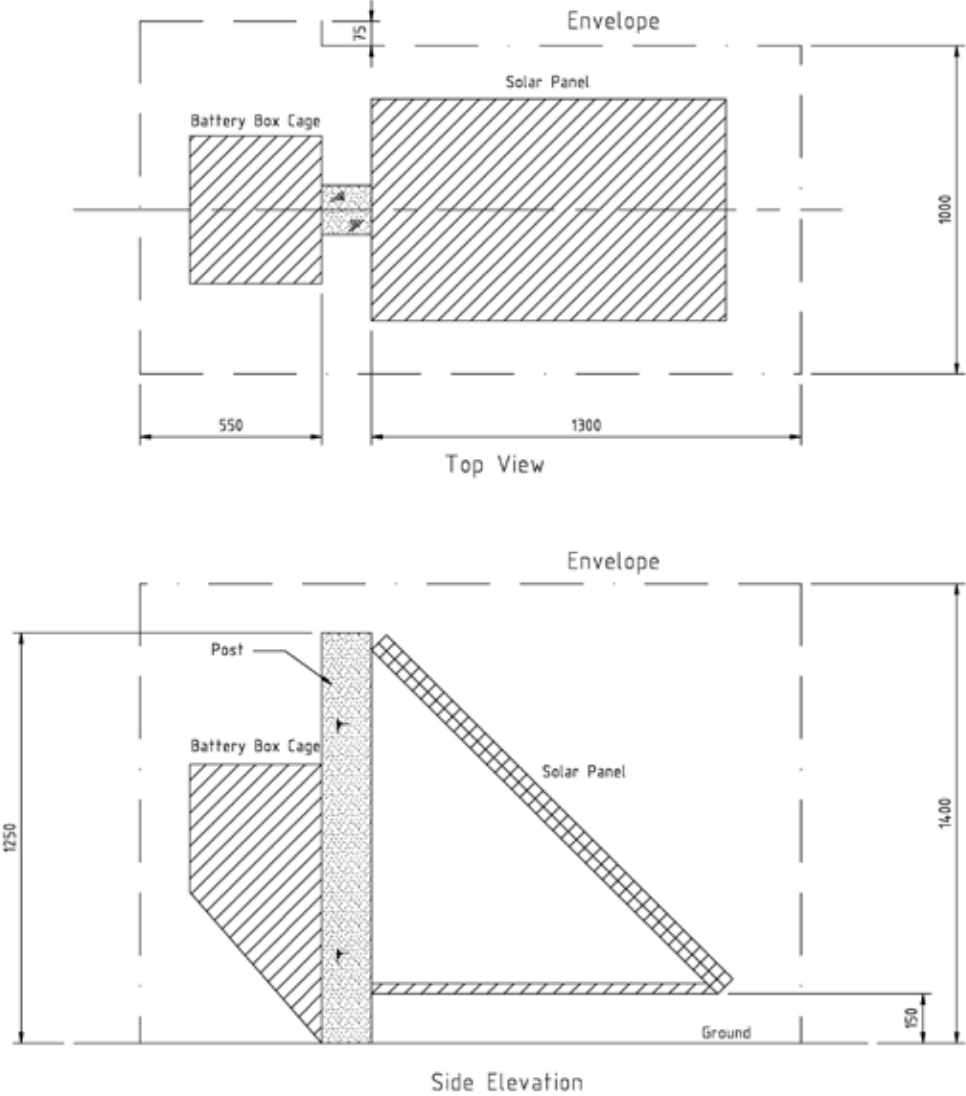 Envelope
75
Solar Panel
Battery Box Cage
1000
550
1300
Top View
Envelope
Post
Battery Box Cage
Solar Panel
1250
1400
150
Ground
Side Elevation